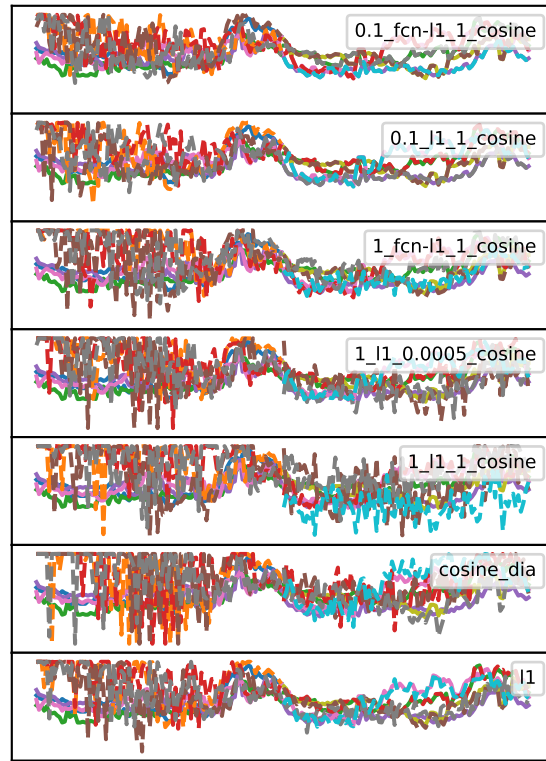 0.1_fcn-l1_1_cosine
0.1_l1_1_cosine
1_fcn-l1_1_cosine
1_l1_0.0005_cosine
1_l1_1_cosine
cosine_dia
l1